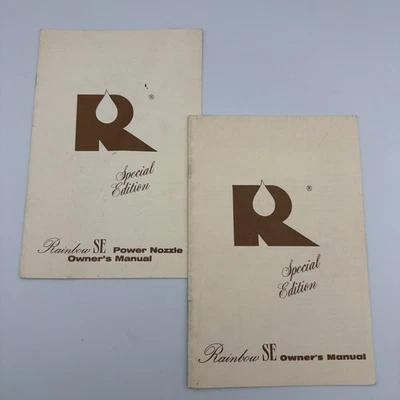 R®
Special
Edition
Rainbow SE Power Nozzle
Owner's Manual
R®
Special
Edition
Rainbow SE Owner's Manual